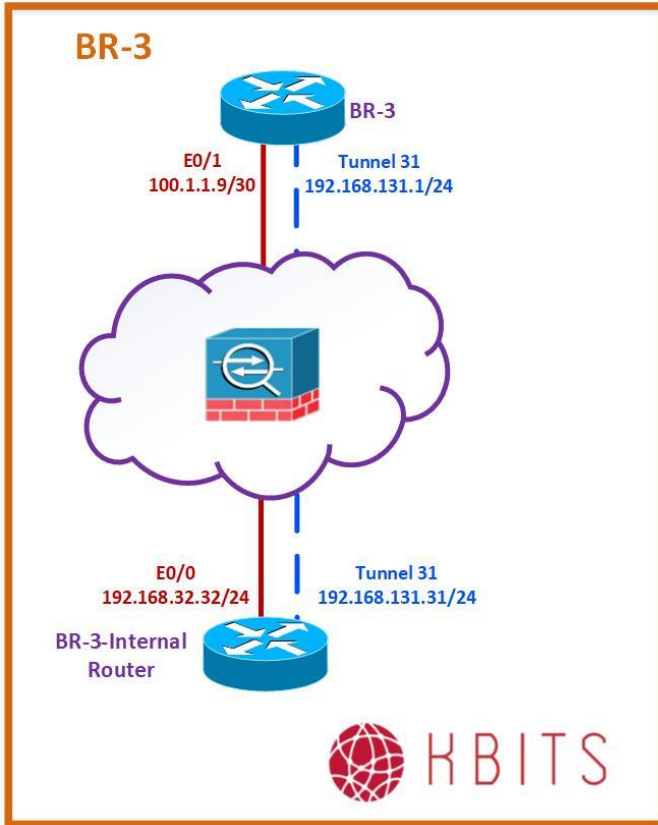 BR-3
BR-3
E0/1
100.1.1.9/30
Tunnel 31
192.168.131.1/24
E0/0
192.168.32.32/24
Tunnel 31
192.168.131.31/24
BR-3-Internal
Router
KBITS